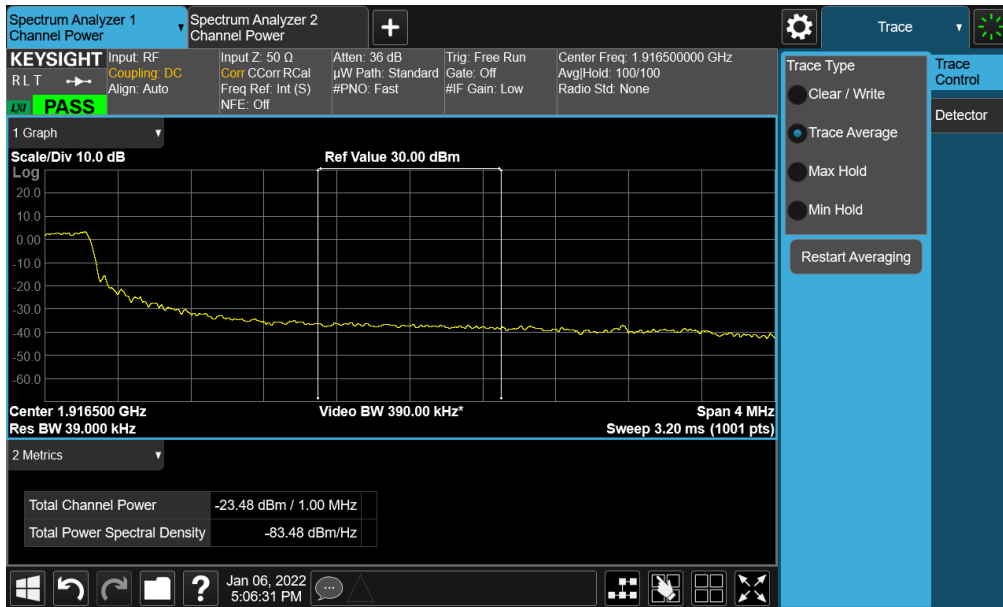 Spectrum Analyzer 1
Channel Power
Spectrum Analyzer 2
Channel Power
Trace
KEYSIGHT
R L T
LXI
PASS
Input: RF
Coupling: DC
Align: Auto
Input Z: 50 Ω
Corr CCorr RCal
Freq Ref: Int (S)
NFE: Off
Atten: 36 dB
µW Path: Standard
#PNO: Fast
Trig: Free Run
Gate: Off
#IF Gain: Low
Center Freq: 1.916500000 GHz
Avg|Hold: 100/100
Radio Std: None
Trace Type
Clear / Write
Trace Average
Max Hold
Min Hold
Restart Averaging
Trace
Control
Detector
1 Graph
Scale/Div 10.0 dB
Ref Value 30.00 dBm
Log
20.0
10.0
0.00
-10.0
-20.0
-30.0
-40.0
-50.0
-60.0
Center 1.916500 GHz
Video BW 390.00 kHz*
Span 4 MHz
Res BW 39.000 kHz
Sweep 3.20 ms (1001 pts)
2 Metrics
Total Channel Power
-23.48 dBm / 1.00 MHz
Total Power Spectral Density
-83.48 dBm/Hz
?
Jan 06, 2022
5:06:31 PM